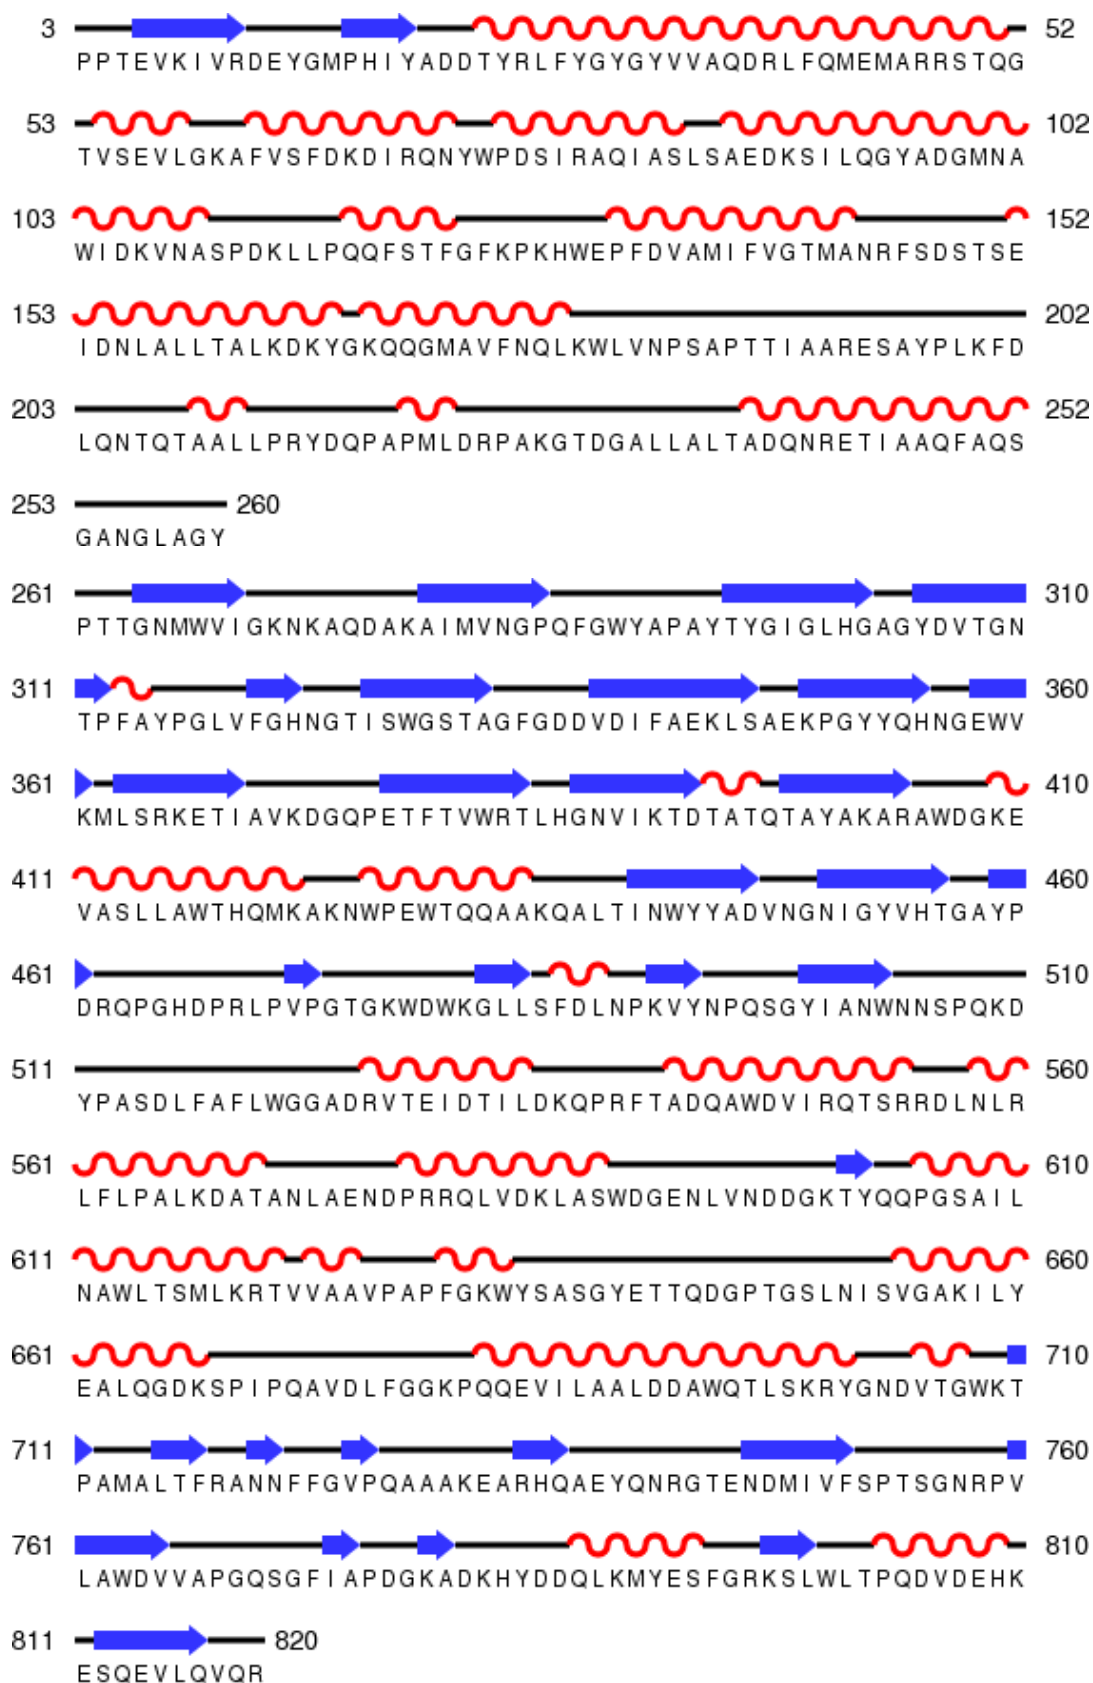 3 52
PPTEVKIVRDEYGMPHIYADDTYRLFYGYGYVVAQDRLFQMEMARRSTQG
53 102
TVSEVLGKAFVSFDKDIRQNYWPDSIRAQIASLSAEDKSILQGYADGMNA
103 152
WIDKVNASPDKLLPQQFSTFGFKPKHWEPFDVAMIFVGTMANRFSDSTSE
153 202
IDNLALLTALKDKYGKQQGMAVFNQLKWLVNPSAPTTIAARESAYPLKFD
203 252
LQNTQTAALLPRYDQPAPMLDRPAKGTDGALLALTADQNRETIAAQFAQS
253 260
GANGLAGY
261 310
PTTGNMWVIGKNKAQDAKAIMVNGPQFGWYAPAYTYGIGLHGAGYDVTGN
311 360
TPFAYPGLVFGHNGTISWGSTAGFGDDVDIFAEKLSAEKPGYYQHNGEWV
361 410
KMLSRKETIAVKDGQPETFTVWRTLHGNVIKTDTATQTAYAKARAWDGKE
411 460
VASLLAWTHQMKAKNWPEWTQQAAKQALTINWYYADVNGNIGYVHTGAYP
461 510
DRQPGHDPRLPVPGTGKWDWKGLLSFDLNPKVYNPQSGYIANWNNSPQKD
511 560
YPASDLFAFLWGGADRVTEIDTILDKQPRFTADQAWDVIRQTSRRDLNLR
561 610
LFLPALKDATANLAENDPRRQLVDKLASWDGENLVNDDGKTYQQPGSAIL
611 660
NAWLTSMLKRTVVAAVPAPFGKWYSASGYETTQDGPTGSLNISVGAKILY
661 710
EALQGDKSPIPQAVDLFGGKPQQEVILAALDDAWQTLSKRYGNDVTGWKT
711 760
PAMALTFRANNFFGVPQAAAKEARHQAEYQNRGTENDMIVFSPTSGNRPV
761 810
LAWDVVAPGQSGFIAPDGKADKHYDDQLKMYESFGRKSLWLTPQDVDEHK
811 820
ESQEVLQVQR